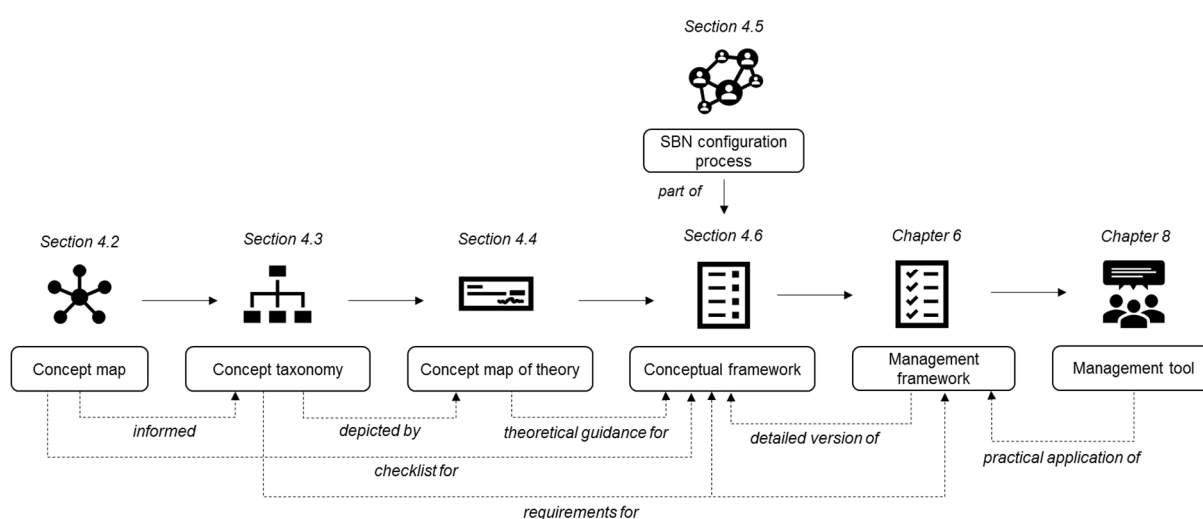 Section 4.5
SBN configuration
process
part of
Section 4.2
Section 4.3
Section 4.4
Section 4.6
Chapter 6
Chapter 8
Concept map
Concept taxonomy
Concept map of theory
Conceptual framework
Management
framework
Management tool
informed
depicted by
theoretical guidance for
detailed version of
practical application of
checklist for
requirements for